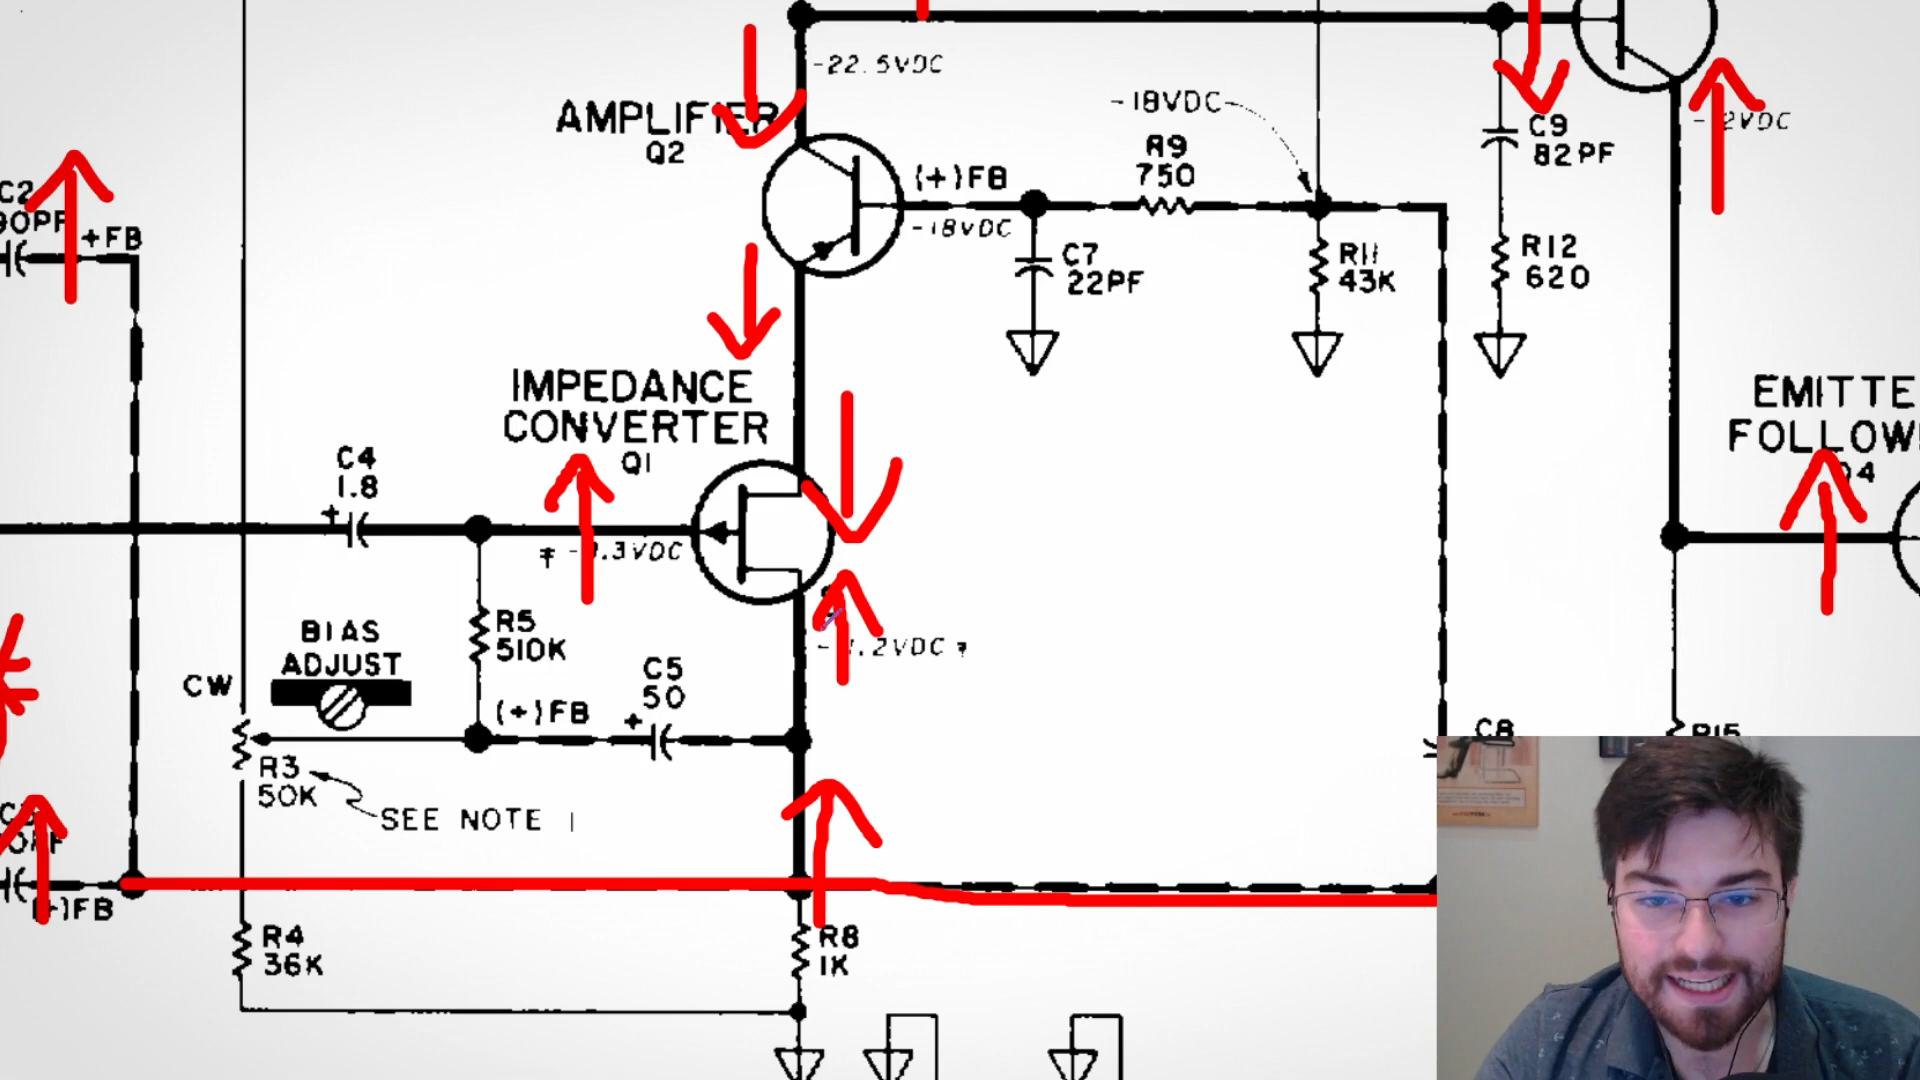 -22.5VDC
AMPLIFIER
Q2
-18VDC
C9
82PF
R9
750
(+)FB
-18VDC
+FB
C7
22PF
R11
43K
R12
620
IMPEDANCE
CONVERTER
Q1
EMITTE
FOLLOW
C4
1.8
+
R5
510K
BIAS
ADJUST
CW
C5
50
+
(+)FB
C8
R15
R3
50K
SEE NOTE 1
R4
36K
R8
1K